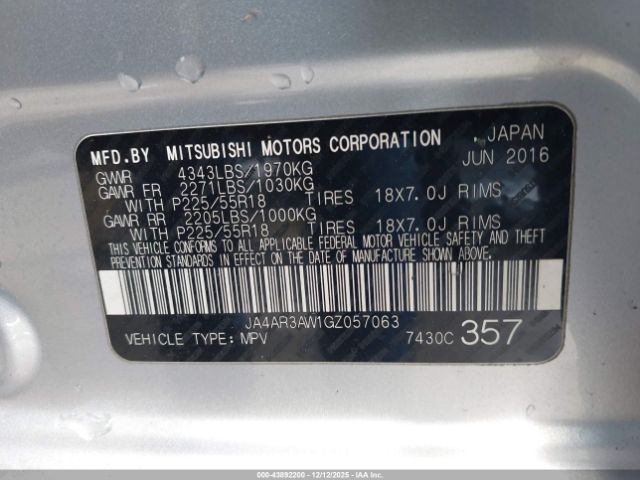 MFD.BY MITSUBISHI MOTORS CORPORATION JAPAN
GVWR 4343LBS/1970KG JUN 2016
GAWR FR 2271LBS/1030KG
WITH P225/55R18 TIRES 18X7.0J RIMS
GAWR RR 2205LBS/1000KG
WITH P225/55R18 TIRES 18X7.0J RIMS
THIS VEHICLE CONFORMS TO ALL APPLICABLE FEDERAL MOTOR VEHICLE SAFETY AND THEFT
PREVENTION STANDARDS IN EFFECT ON THE DATE OF MANUFACTURE SHOWN ABOVE.
JA4AR3AW1GZ057063
VEHICLE TYPE: MPV 7430C 357
000-43892200 - 12/12/2025 - IAAI.com